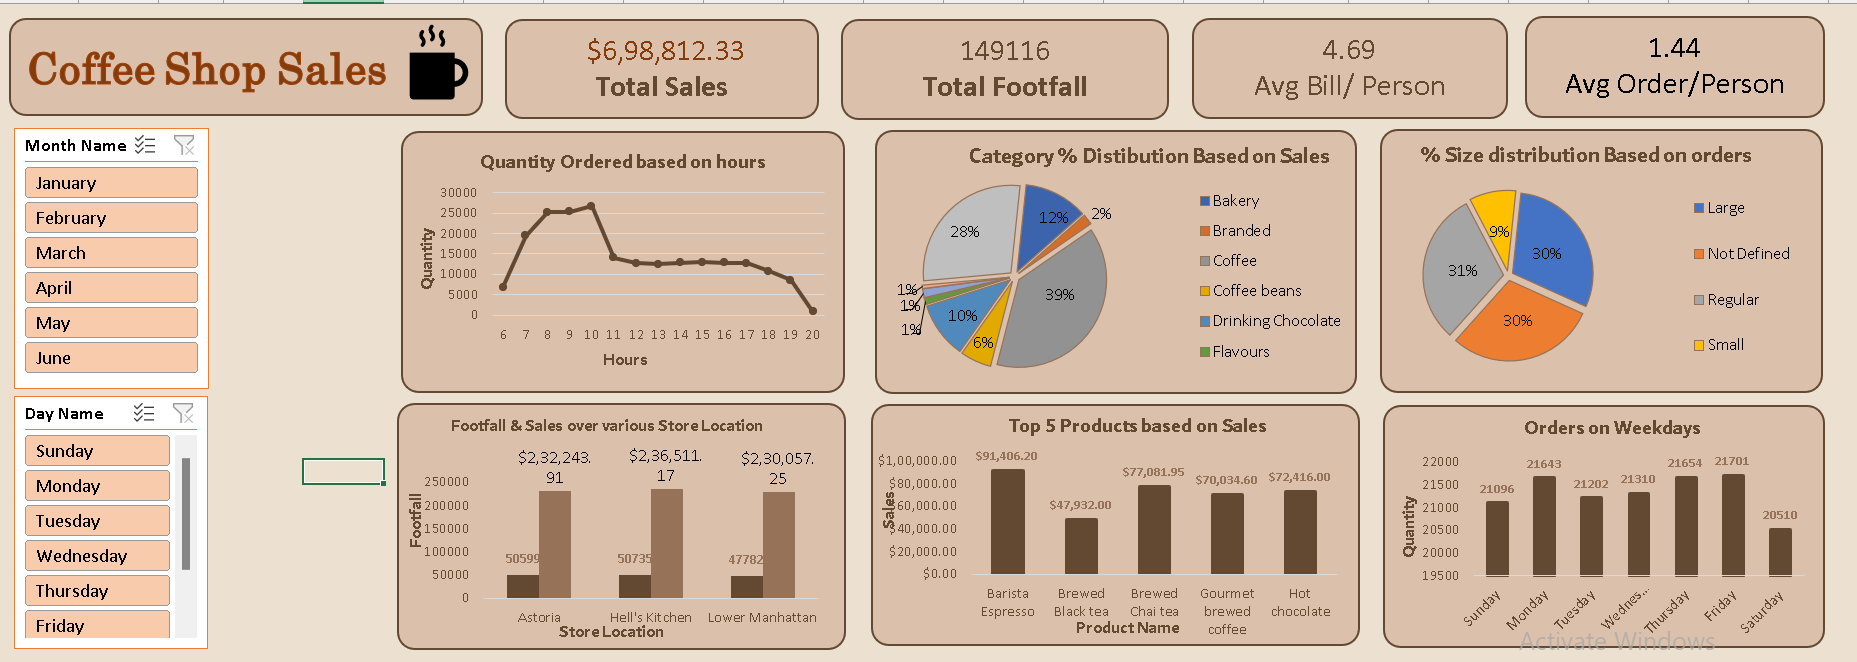 Coffee Shop Sales
$6,98,812.33
Total Sales
149116
Total Footfall
4.69
Avg Bill/ Person
1.44
Avg Order/Person
Month Name
January
February
March
April
May
June
Day Name
Sunday
Monday
Tuesday
Wednesday
Thursday
Friday
Quantity Ordered based on hours
30000
25000
20000
15000
10000
5000
0
Quantity
6 7 8 9 10 11 12 13 14 15 16 17 18 19 20
Hours
Category % Distibution Based on Sales
12%
2%
39%
6%
10%
1%
1%
1%
28%
Bakery
Branded
Coffee
Coffee beans
Drinking Chocolate
Flavours
% Size distribution Based on orders
30%
30%
31%
9%
Large
Not Defined
Regular
Small
Footfall & Sales over various Store Location
$2,32,243.
91
$2,36,511.
17
$2,30,057.
25
250000
200000
150000
100000
50000
0
Footfall
50599
50735
47782
Astoria Hell's Kitchen Lower Manhattan
Store Location
Top 5 Products based on Sales
$1,00,000.00
$80,000.00
$60,000.00
$40,000.00
$20,000.00
$0.00
Sales
$91,406.20
$47,932.00
$77,081.95
$70,034.60
$72,416.00
Barista
Espresso
Brewed
Black tea
Brewed
Chai tea
Gourmet
brewed
coffee
Hot
chocolate
Product Name
Orders on Weekdays
22000
21500
21000
20500
20000
19500
Quantity
21096
21643
21202
21310
21654
21701
20510
Sunday
Monday
Tuesday
Wednes...
Thursday
Friday
Saturday
Activate Windows